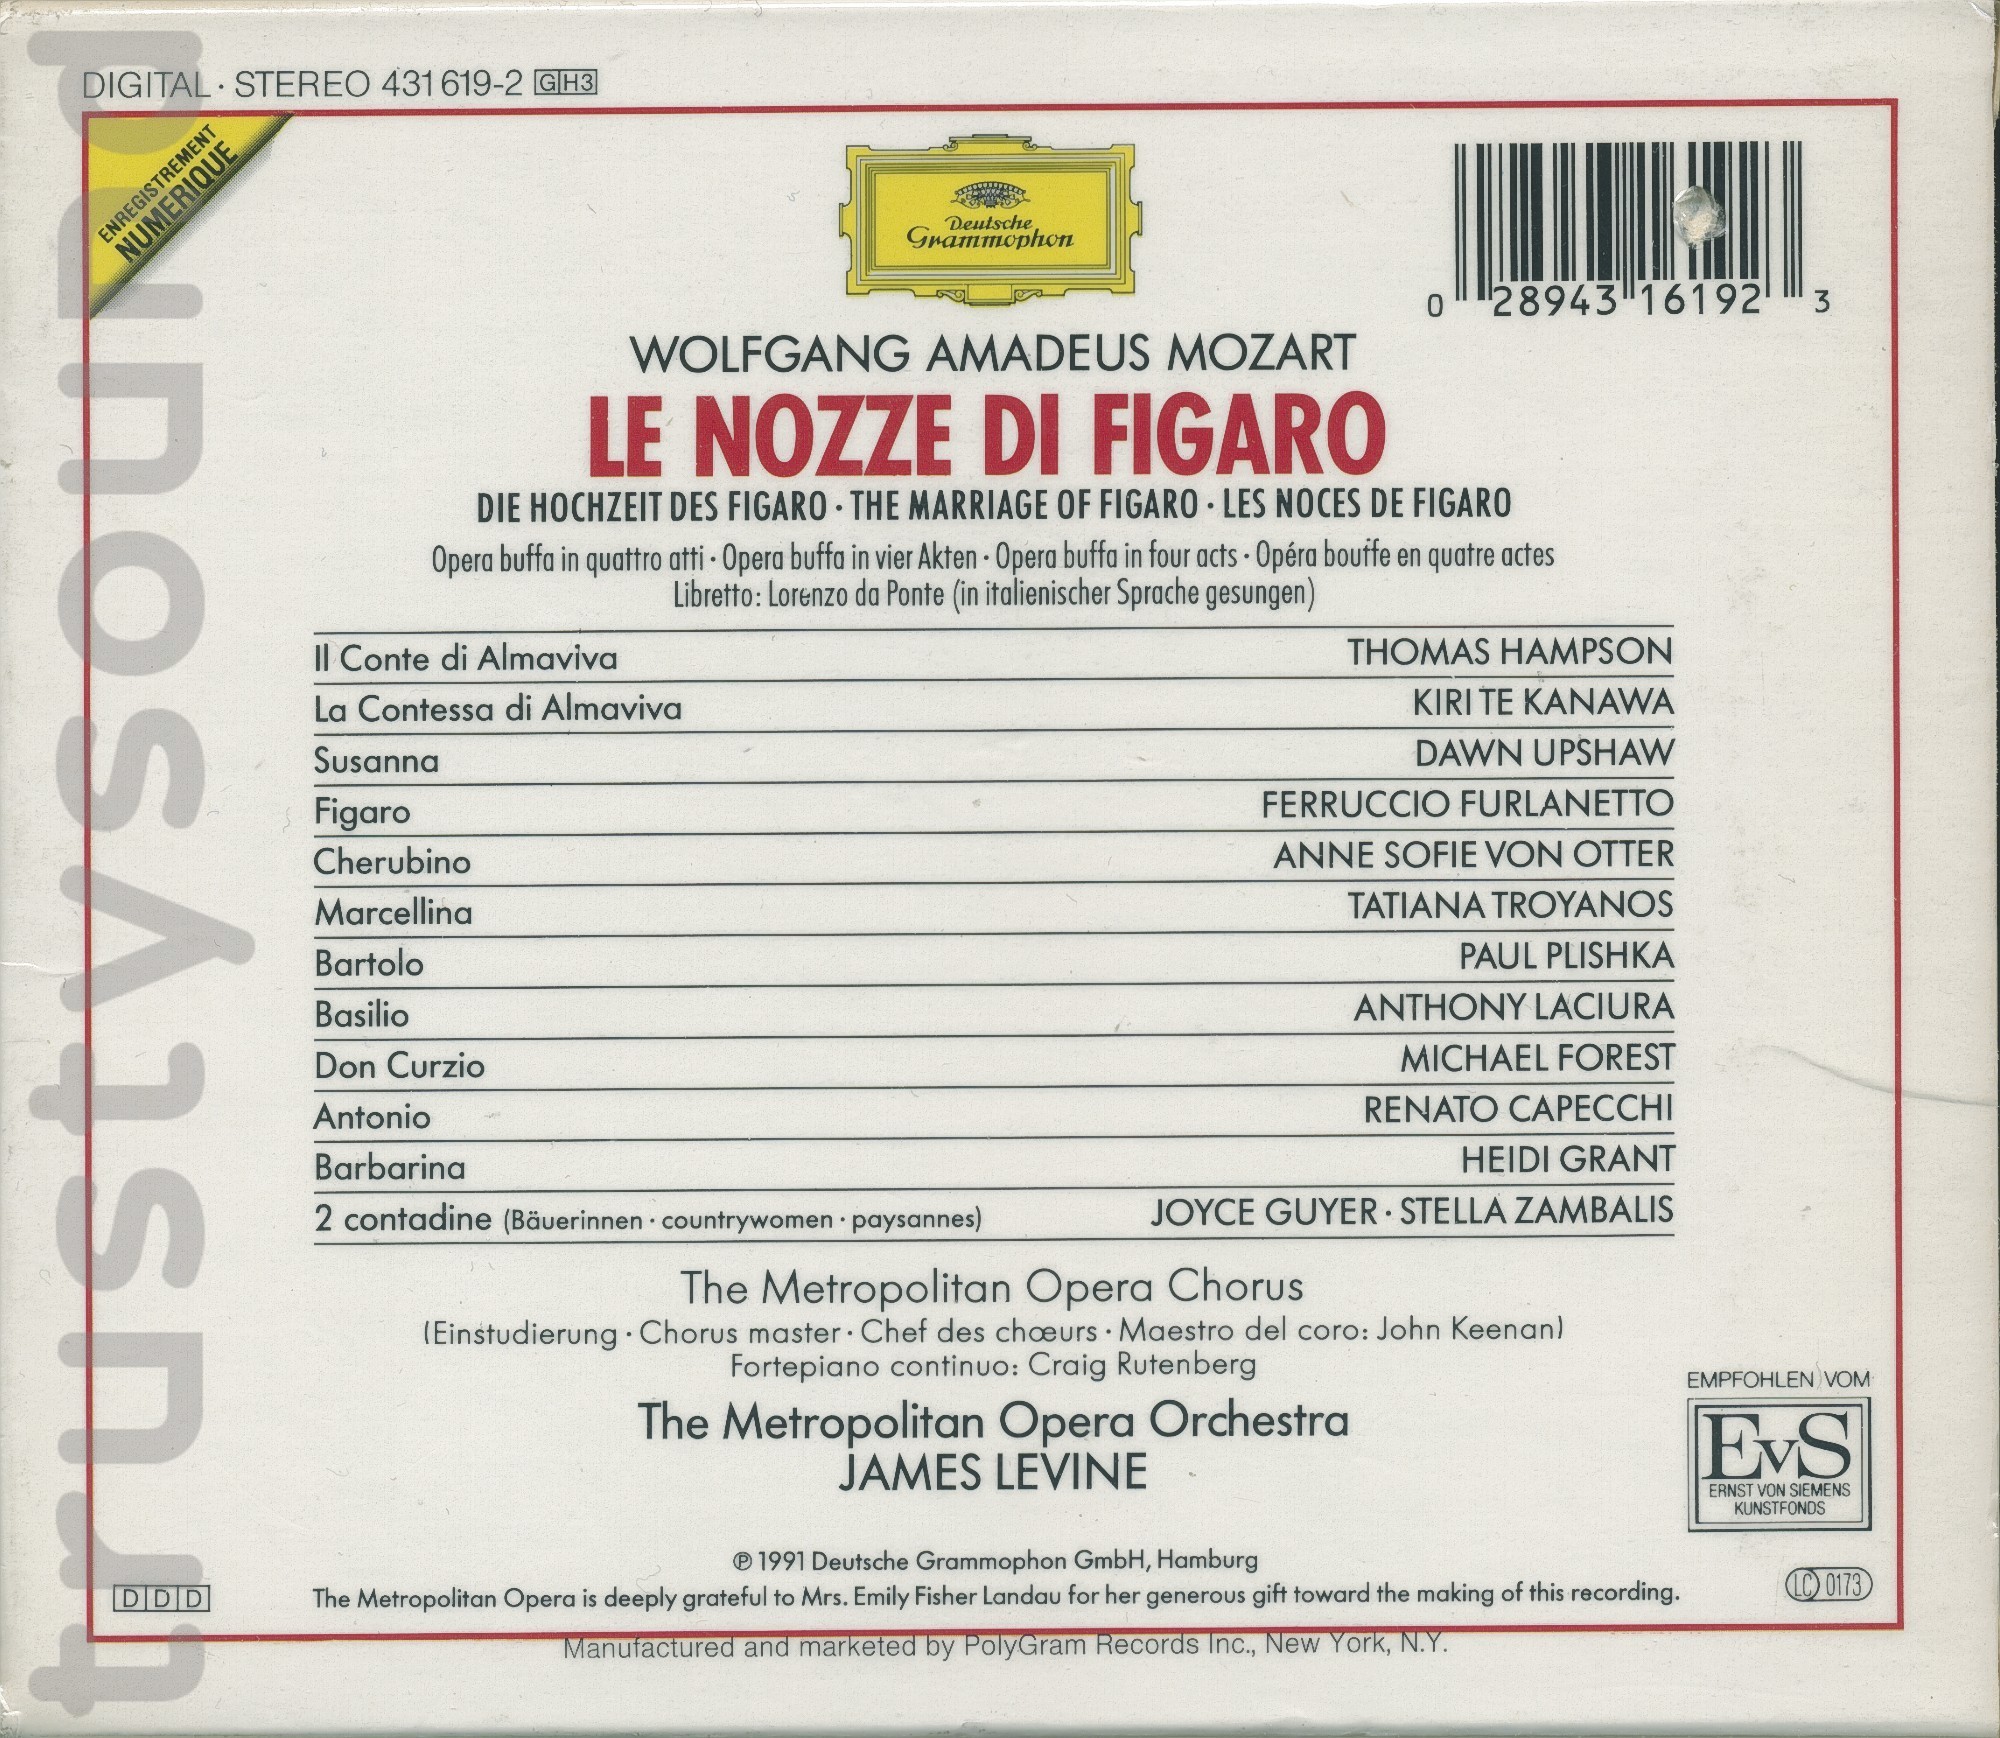 DIGITAL · STEREO 431 619-2 GH3
ENREGISTREMENT
NUMERIQUE
Deutsche
Grammophon
0 28943 16192 3
WOLFGANG AMADEUS MOZART
LE NOZZE DI FIGARO
DIE HOCHZEIT DES FIGARO · THE MARRIAGE OF FIGARO · LES NOCES DE FIGARO
Opera buffa in quattro atti · Opera buffa in vier Akten · Opera buffa in four acts · Opéra bouffe en quatre actes
Libretto: Lorenzo da Ponte (in italienischer Sprache gesungen)
Il Conte di Almaviva THOMAS HAMPSON
La Contessa di Almaviva KIRI TE KANAWA
Susanna DAWN UPSHAW
Figaro FERRUCCIO FURLANETTO
Cherubino ANNE SOFIE VON OTTER
Marcellina TATIANA TROYANOS
Bartolo PAUL PLISHKA
Basilio ANTHONY LACIURA
Don Curzio MICHAEL FOREST
Antonio RENATO CAPECCHI
Barbarina HEIDI GRANT
2 contadine (Bäuerinnen · countrywomen · paysannes) JOYCE GUYER · STELLA ZAMBALIS
The Metropolitan Opera Chorus
(Einstudierung · Chorus master · Chef des chœurs · Maestro del coro: John Keenan)
Fortepiano continuo: Craig Rutenberg
The Metropolitan Opera Orchestra
JAMES LEVINE
EMPFOHLEN VOM
EvS
ERNST VON SIEMENS
KUNSTFONDS
℗ 1991 Deutsche Grammophon GmbH, Hamburg
DDD
The Metropolitan Opera is deeply grateful to Mrs. Emily Fisher Landau for her generous gift toward the making of this recording.
LC 0173
Manufactured and marketed by PolyGram Records Inc., New York, N.Y.
trustysound